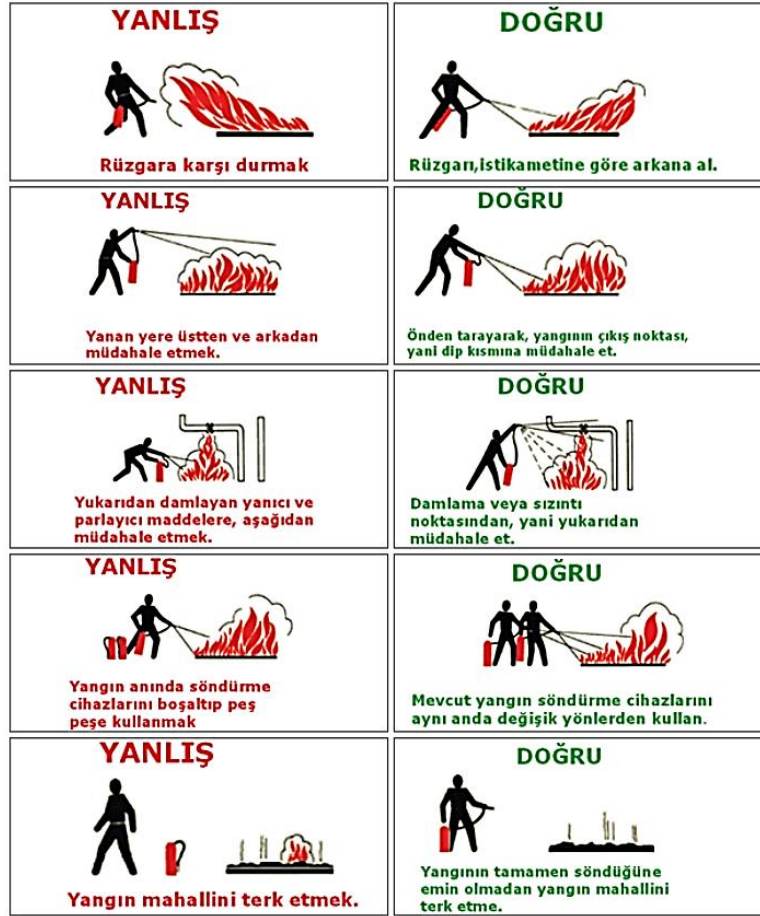 YANLIŞ
DOĞRU
Rüzgara karşı durmak
Rüzgarı,istikametine göre arkana al.
YANLIŞ
DOĞRU
Yanan yere üstten ve arkadan
müdahale etmek.
Önden tarayarak, yangının çıkış noktası,
yani dip kısmına müdahale et.
YANLIŞ
DOĞRU
Yukarıdan damlayan yanıcı ve
parlayıcı maddelere, aşağıdan
müdahale etmek.
Damlama veya sızıntı
noktasından, yani yukarıdan
müdahale et.
YANLIŞ
DOĞRU
Yangın anında söndürme
cihazlarını boşaltıp peş
peşe kullanmak
Mevcut yangın söndürme cihazlarını
aynı anda değişik yönlerden kullan.
YANLIŞ
DOĞRU
Yangın mahallini terk etmek.
Yangının tamamen söndüğüne
emin olmadan yangın mahallini
terk etme.